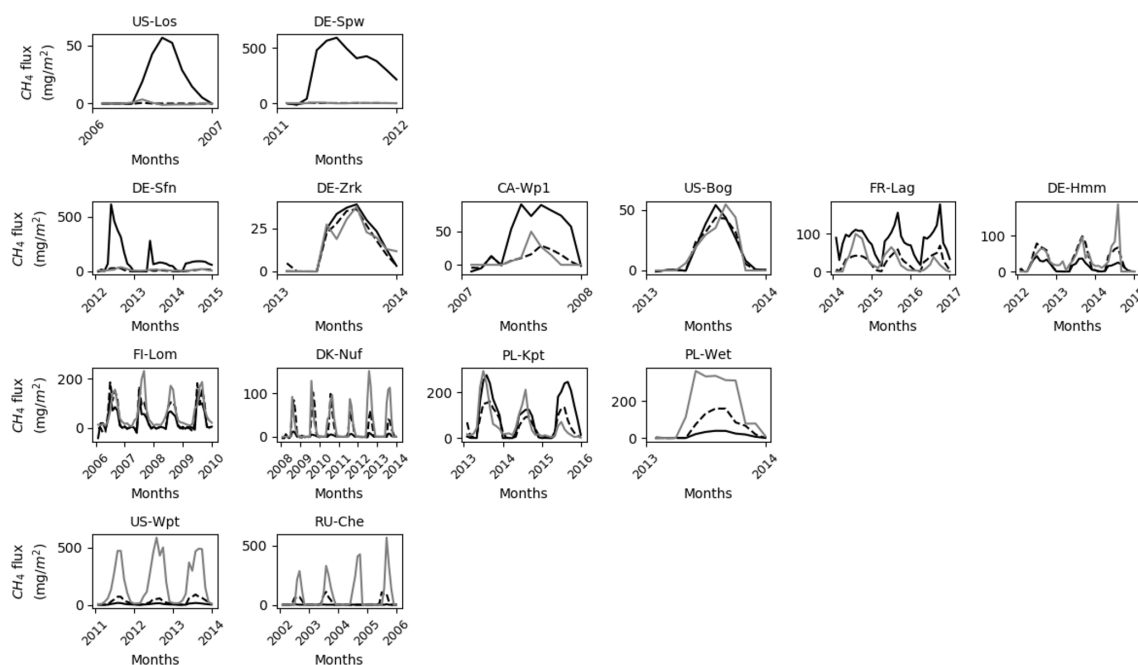 US-Los DE-Spw
CH4 flux
(mg/m²)
50
0
500
0
2006 2007 2011 2012
Months Months
DE-Sfn DE-Zrk CA-Wp1 US-Bog FR-Lag DE-Hmm
CH4 flux
(mg/m²)
500
0
25
0
50
0
50
0
100
0
100
0
2012 2013 2014 2015 2013 2014 2007 2008 2013 2014 2014 2015 2016 2017 2012 2013 2014
Months Months Months Months Months Months
FI-Lom DK-Nuf PL-Kpt PL-Wet
CH4 flux
(mg/m²)
200
0
100
0
200
0
200
0
2006 2007 2008 2009 2010 2008 2009 2010 2011 2012 2013 2014 2013 2014 2015 2016 2013 2014
Months Months Months Months
US-Wpt RU-Che
CH4 flux
(mg/m²)
500
0
500
0
2011 2012 2013 2014 2002 2003 2004 2005 2006
Months Months